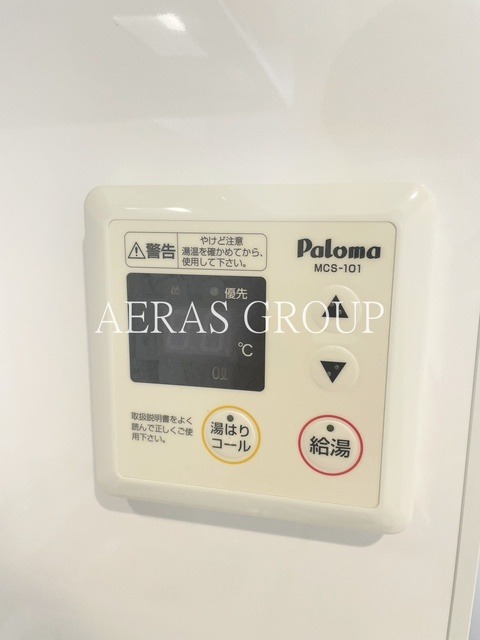 警告
やけど注意
湯温を確かめてから、
使用して下さい。
Paloma
MCS-101
優先
AERAS GROUP
℃
取扱説明書をよく
読んで正しくご使
用下さい。
湯はり
コール
給湯